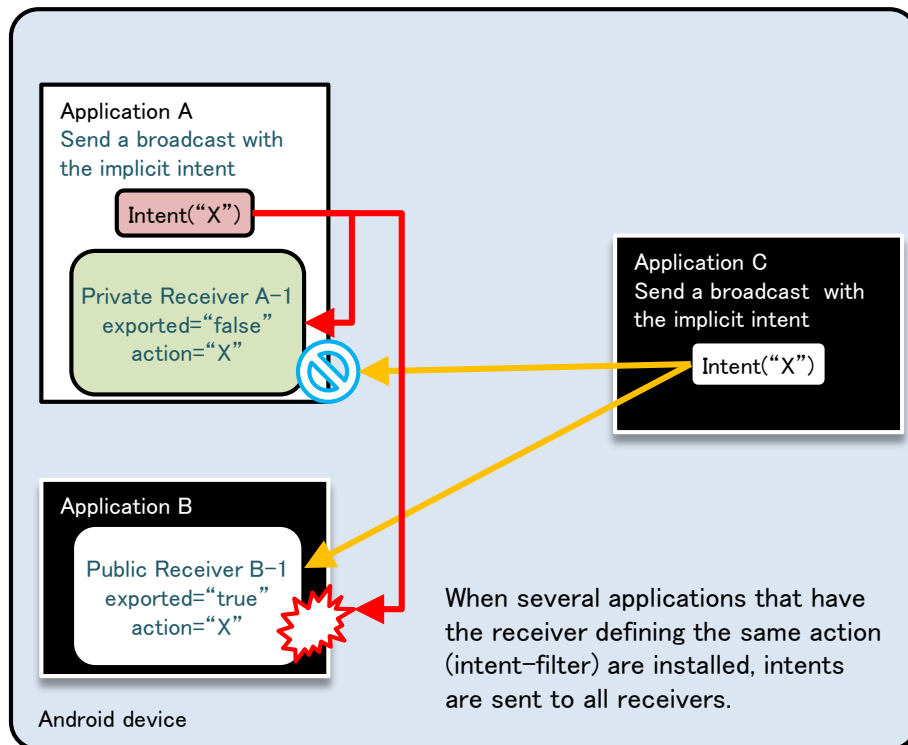 Application A
Send a broadcast with
the implicit intent
Intent(“X”)
Private Receiver A-1
exported=“false”
action=“X”
Application C
Send a broadcast  with
the implicit intent
Intent(“X”)
Application B
Public Receiver B-1
exported=“true”
action=“X”
When several applications that have
the receiver defining the same action
(intent-filter) are installed, intents
are sent to all receivers.
Android device